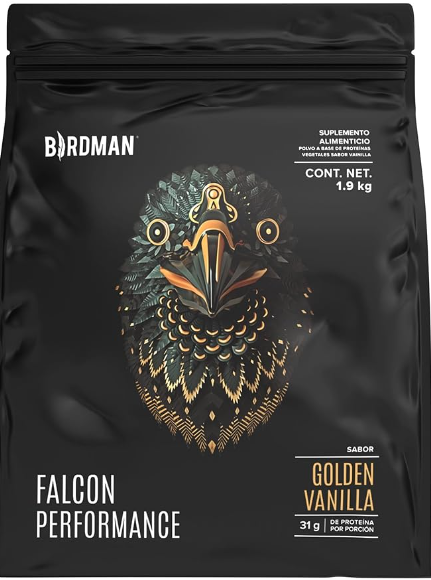 BIRDMAN®
SUPLEMENTO
ALIMENTICIO
POLVO A BASE DE PROTEÍNAS
VEGETALES SABOR VAINILLA
CONT. NET.
1.9 kg
SABOR
GOLDEN
VANILLA
31 g | DE PROTEÍNA
POR PORCIÓN
FALCON
PERFORMANCE